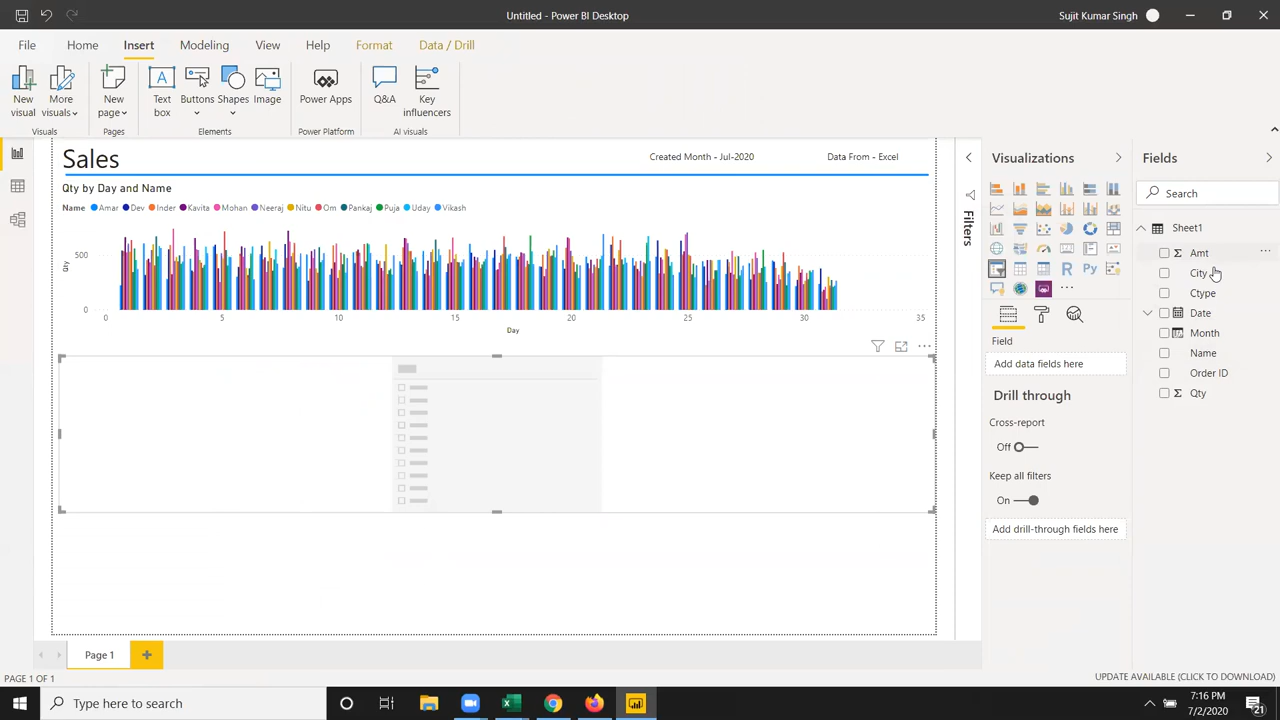 Untitled - Power BI Desktop
Sujit Kumar Singh
File Home Insert Modeling View Help Format Data / Drill
New visual
More visuals
New page
Text box
Buttons
Shapes
Image
Power Apps
Q&A
Key influencers
Visuals
Pages
Elements
Power Platform
AI visuals
Sales
Created Month - Jul-2020
Data From - Excel
Qty by Day and Name
Name Amar Dev Inder Kavita Mohan Neeraj Nitu Om Pankaj Puja Uday Vikash
Qty
500
0
0 5 10 15 20 25 30 35
Day
Filters
Visualizations
R Py
Field
Add data fields here
Drill through
Cross-report
Off
Keep all filters
On
Add drill-through fields here
Fields
Search
Sheet1
Amt
City
Ctype
Date
Month
Name
Order ID
Qty
Page 1
PAGE 1 OF 1
UPDATE AVAILABLE (CLICK TO DOWNLOAD)
Type here to search
7:16 PM
7/2/2020
21